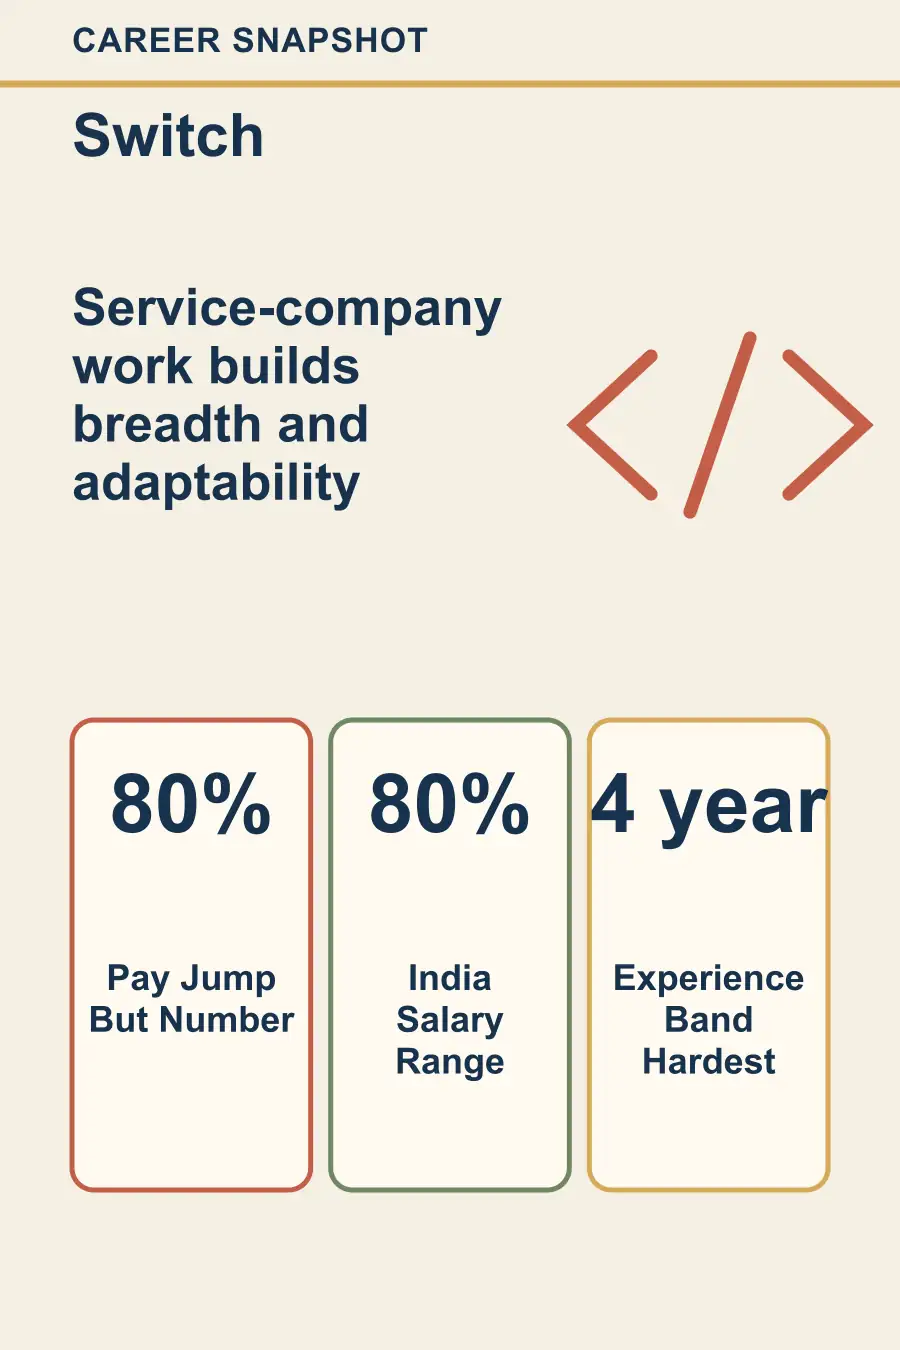 CAREER SNAPSHOT
Switch
Service-company
work builds
breadth and
adaptability
80%
Pay Jump
But Number
80%
India
Salary
Range
4 year
Experience
Band
Hardest